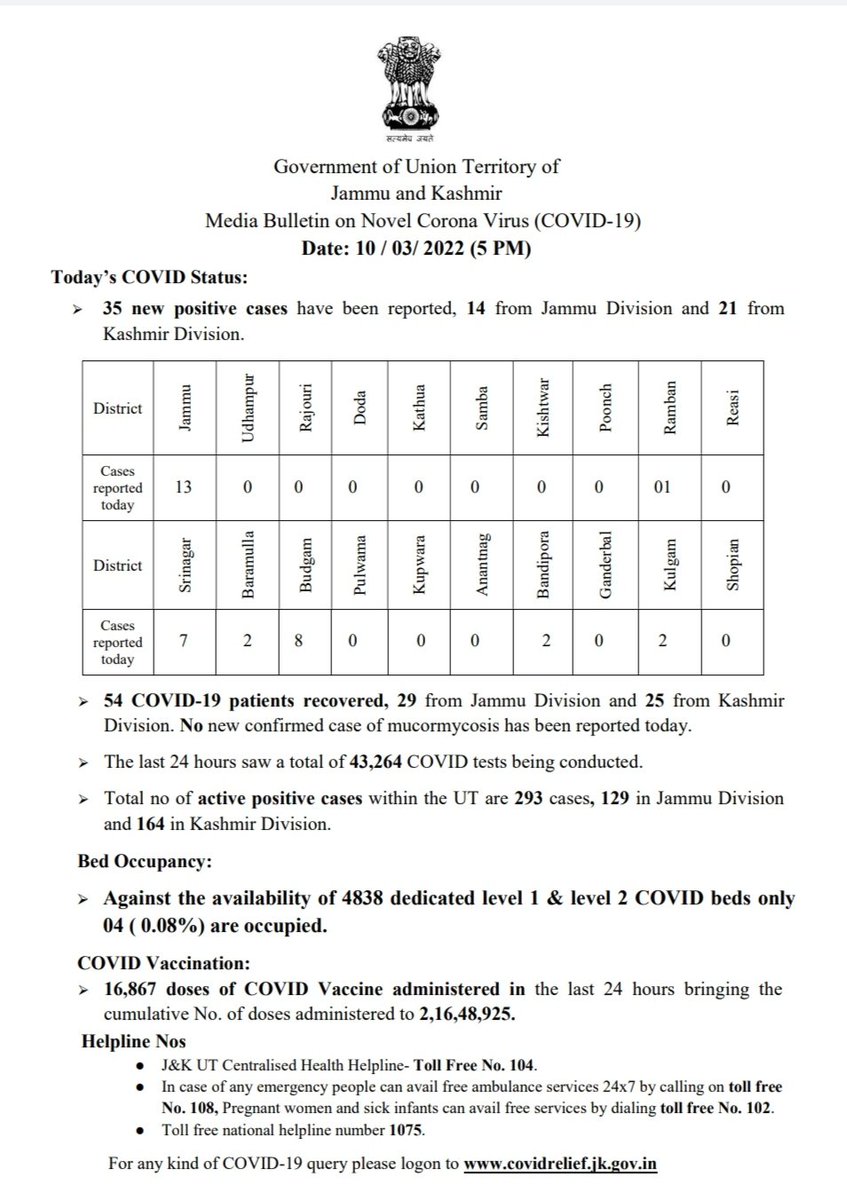 सत्यमेव जयते
Government of Union Territory of
Jammu and Kashmir
Media Bulletin on Novel Corona Virus (COVID-19)
Date: 10 / 03/ 2022 (5 PM)
Today’s COVID Status:
➢ 35 new positive cases have been reported, 14 from Jammu Division and 21 from
Kashmir Division.
District Jammu Udhampur Rajouri Doda Kathua Samba Kishtwar Poonch Ramban Reasi
Cases
reported
today 13 0 0 0 0 0 0 0 01 0
District Srinagar Baramulla Budgam Pulwama Kupwara Anantnag Bandipora Ganderbal Kulgam Shopian
Cases
reported
today 7 2 8 0 0 0 2 0 2 0
➢ 54 COVID-19 patients recovered, 29 from Jammu Division and 25 from Kashmir
Division. No new confirmed case of mucormycosis has been reported today.
➢ The last 24 hours saw a total of 43,264 COVID tests being conducted.
➢ Total no of active positive cases within the UT are 293 cases, 129 in Jammu Division
and 164 in Kashmir Division.
Bed Occupancy:
➢ Against the availability of 4838 dedicated level 1 & level 2 COVID beds only
04 ( 0.08%) are occupied.
COVID Vaccination:
➢ 16,867 doses of COVID Vaccine administered in the last 24 hours bringing the
cumulative No. of doses administered to 2,16,48,925.
Helpline Nos
● J&K UT Centralised Health Helpline- Toll Free No. 104.
● In case of any emergency people can avail free ambulance services 24x7 by calling on toll free
No. 108, Pregnant women and sick infants can avail free services by dialing toll free No. 102.
● Toll free national helpline number 1075.
For any kind of COVID-19 query please logon to www.covidrelief.jk.gov.in